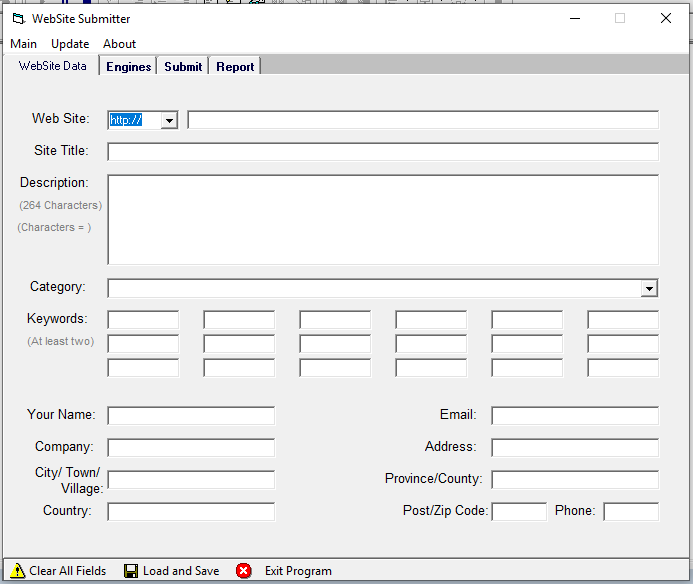 WebSite Submitter
Main Update About
WebSite Data Engines Submit Report
Web Site: http://
Site Title:
Description:
(264 Characters)
(Characters = )
Category:
Keywords:
(At least two)
Your Name: Email:
Company: Address:
City/ Town/
Village: Province/County:
Country: Post/Zip Code: Phone:
Clear All Fields Load and Save Exit Program